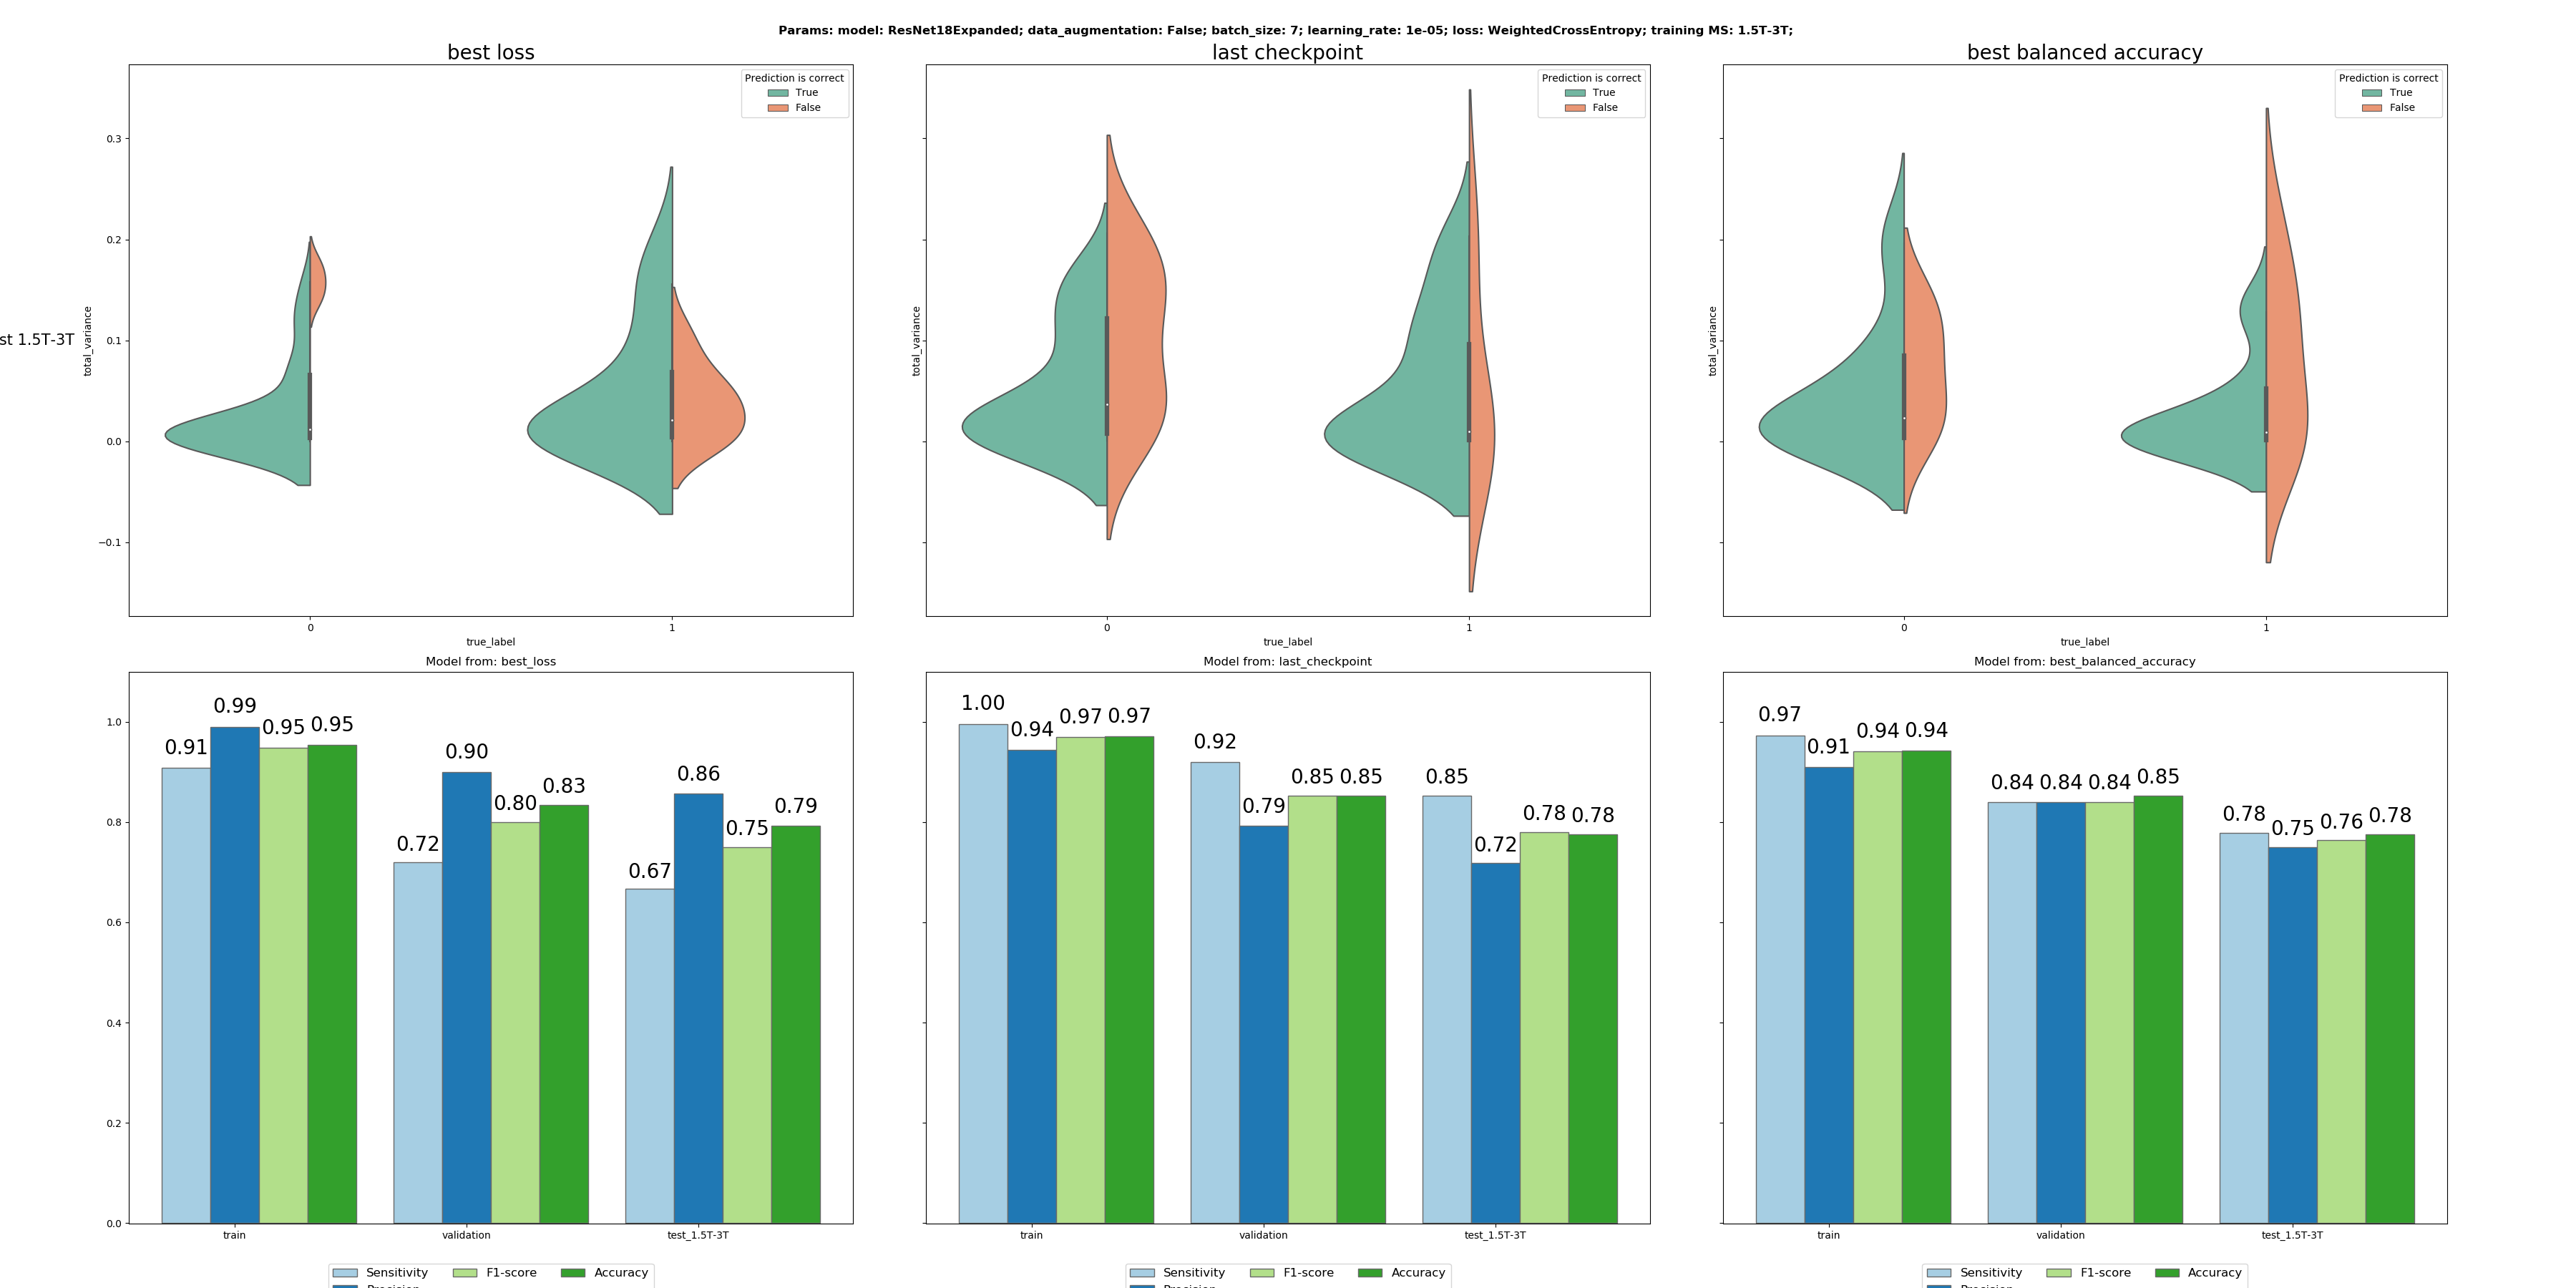 Params: model: ResNet18Expanded; data_augmentation: False; batch_size: 7; learning_rate: 1e-05; loss: WeightedCrossEntropy; training MS: 1.5T-3T;
best loss
last checkpoint
best balanced accuracy
Prediction is correct
True
False
Prediction is correct
True
False
Prediction is correct
True
False
st 1.5T-3T
total_variance
0.3
0.2
0.1
0.0
−0.1
total_variance
total_variance
0 1
true_label
0 1
true_label
0 1
true_label
Model from: best_loss
1.0
0.8
0.6
0.4
0.2
0.0
0.91 0.99 0.95 0.95
0.72 0.90 0.80 0.83
0.67 0.86 0.75 0.79
train validation test_1.5T-3T
Sensitivity F1-score Accuracy
Precision
Model from: last_checkpoint
1.00 0.94 0.97 0.97
0.92 0.79 0.85 0.85
0.85 0.72 0.78 0.78
train validation test_1.5T-3T
Sensitivity F1-score Accuracy
Precision
Model from: best_balanced_accuracy
0.97 0.91 0.94 0.94
0.84 0.84 0.84 0.85
0.78 0.75 0.76 0.78
train validation test_1.5T-3T
Sensitivity F1-score Accuracy
Precision